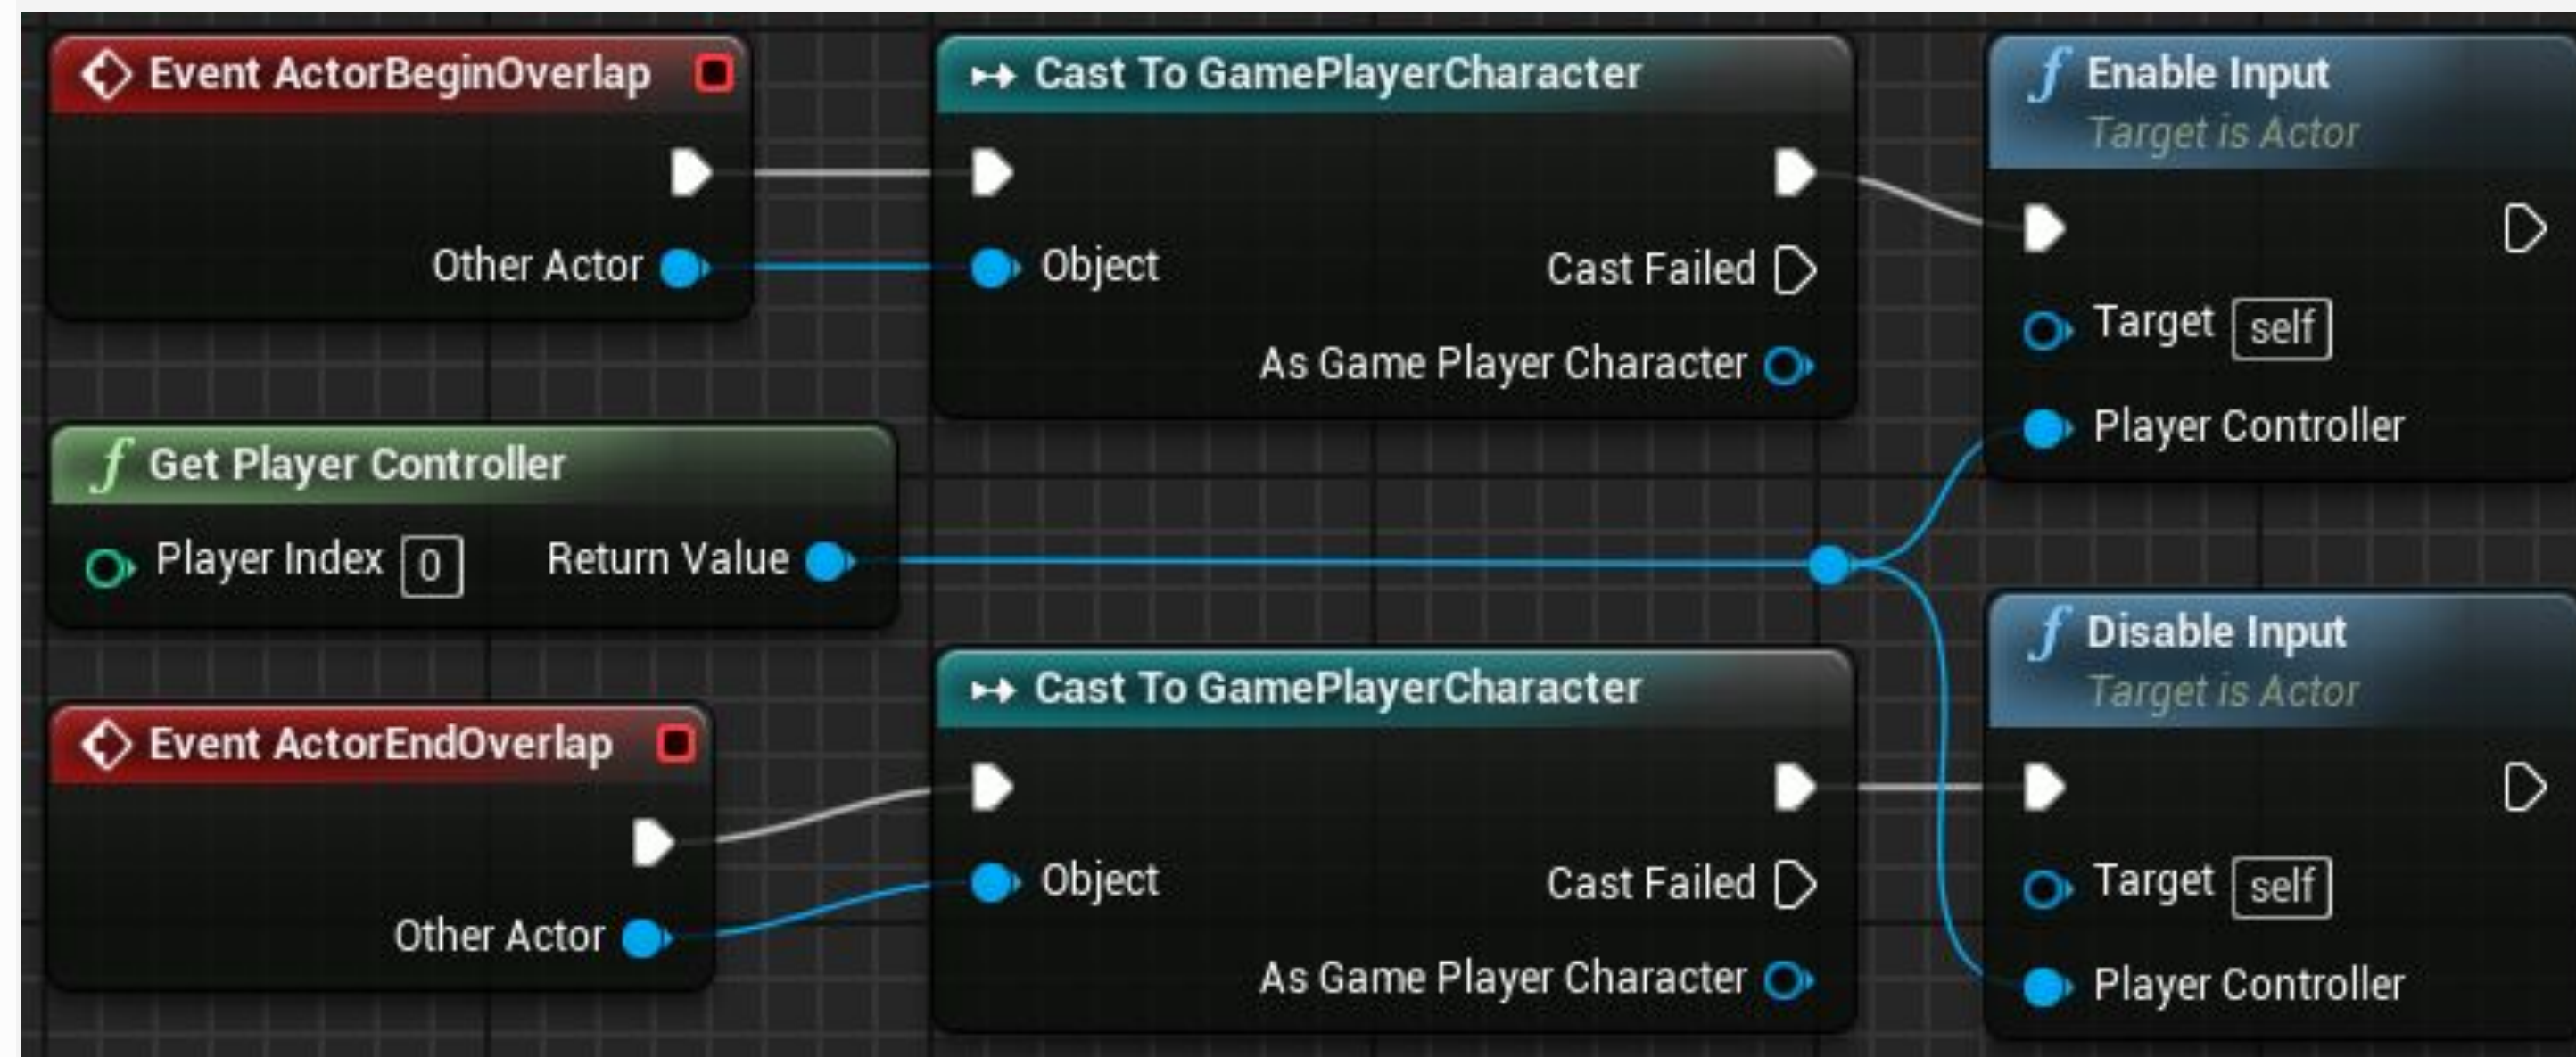 Event ActorBeginOverlap
Other Actor
Cast To GamePlayerCharacter
Object
Cast Failed
As Game Player Character
f Enable Input
Target is Actor
Target self
Player Controller
f Get Player Controller
Player Index 0 Return Value
Event ActorEndOverlap
Other Actor
Cast To GamePlayerCharacter
Object
Cast Failed
As Game Player Character
f Disable Input
Target is Actor
Target self
Player Controller